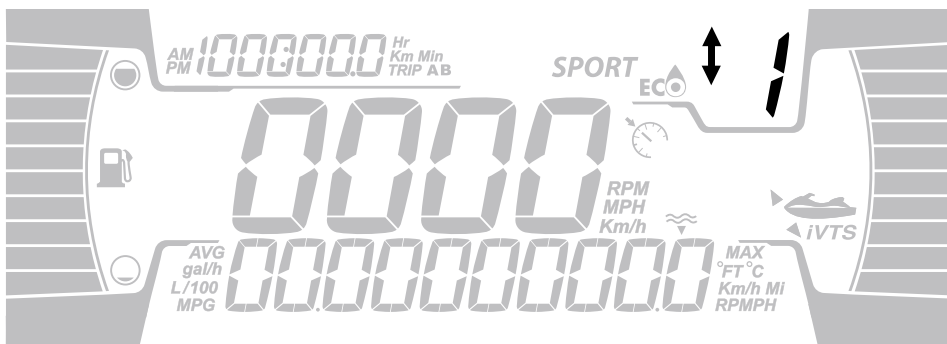 AM
PM
1000:00.0
Hr
Km Min
TRIP A B
SPORT
ECO
1
0000
RPM
MPH
Km/h
iVTS
AVG
gal/h
L/100
MPG
00.00000000.0
MAX
°FT°C
Km/h Mi
RPMPH